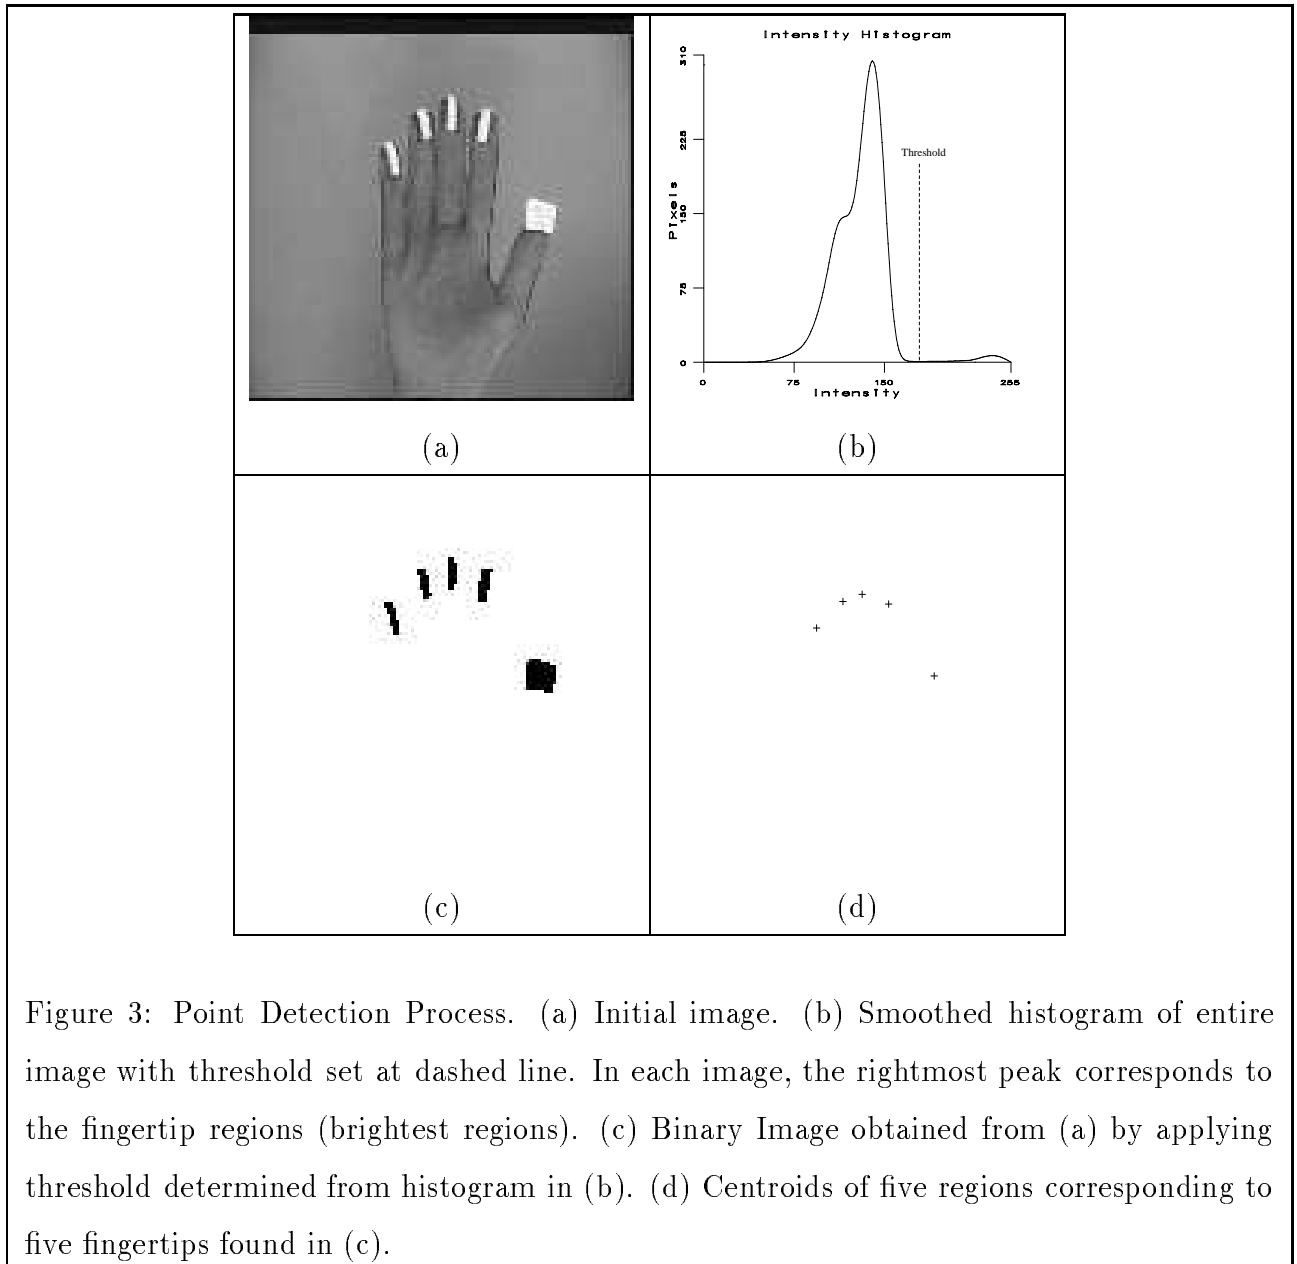 Intensity Histogram
310
225
150
75
0
Pixels
Threshold
0 75 150 255
Intensity
(a) (b)
(c) (d)
Figure 3: Point Detection Process. (a) Initial image. (b) Smoothed histogram of entire
image with threshold set at dashed line. In each image, the rightmost peak corresponds to
the fingertip regions (brightest regions). (c) Binary Image obtained from (a) by applying
threshold determined from histogram in (b). (d) Centroids of five regions corresponding to
five fingertips found in (c).